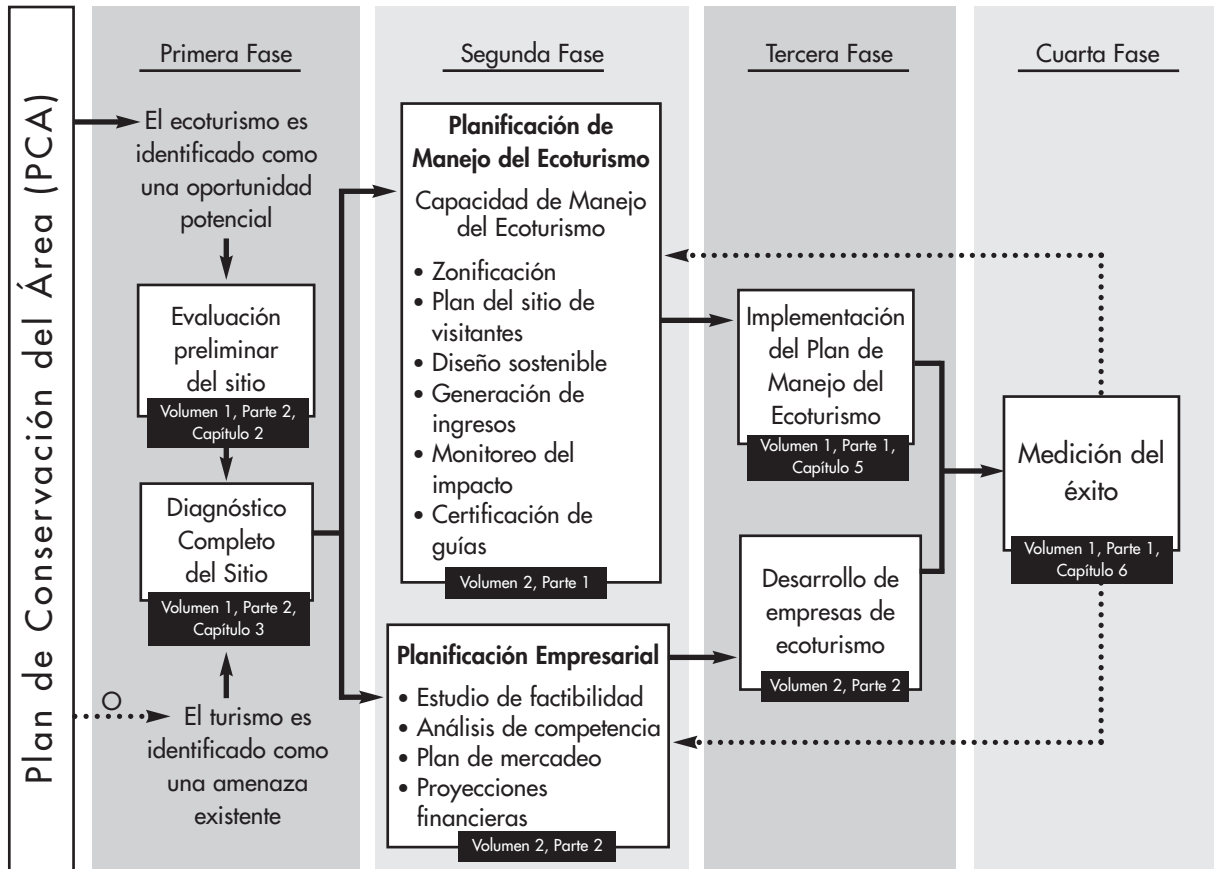 Plan de Conservación del Área (PCA)
Primera Fase
El ecoturismo es
identificado como
una oportunidad
potencial
Evaluación
preliminar
del sitio
Volumen 1, Parte 2,
Capítulo 2
Diagnóstico
Completo
del Sitio
Volumen 1, Parte 2,
Capítulo 3
O
El turismo es
identificado como
una amenaza
existente
Segunda Fase
Planificación de
Manejo del Ecoturismo
Capacidad de Manejo
del Ecoturismo
• Zonificación
• Plan del sitio de
visitantes
• Diseño sostenible
• Generación de
ingresos
• Monitoreo del
impacto
• Certificación de
guías
Volumen 2, Parte 1
Planificación Empresarial
• Estudio de factibilidad
• Análisis de competencia
• Plan de mercadeo
• Proyecciones
financieras
Volumen 2, Parte 2
Tercera Fase
Implementación
del Plan de
Manejo del
Ecoturismo
Volumen 1, Parte 1,
Capítulo 5
Desarrollo de
empresas de
ecoturismo
Volumen 2, Parte 2
Cuarta Fase
Medición del
éxito
Volumen 1, Parte 1,
Capítulo 6